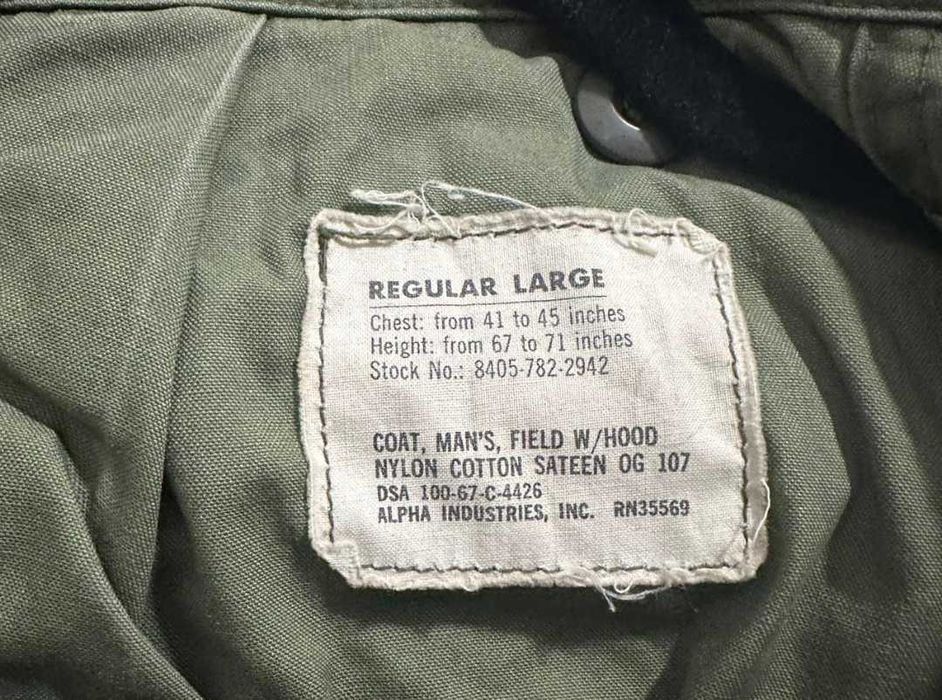 REGULAR LARGE
Chest: from 41 to 45 inches
Height: from 67 to 71 inches
Stock No.: 8405-782-2942
COAT, MAN'S, FIELD W/HOOD
NYLON COTTON SATEEN OG 107
DSA 100-67-C-4426
ALPHA INDUSTRIES, INC. RN35569